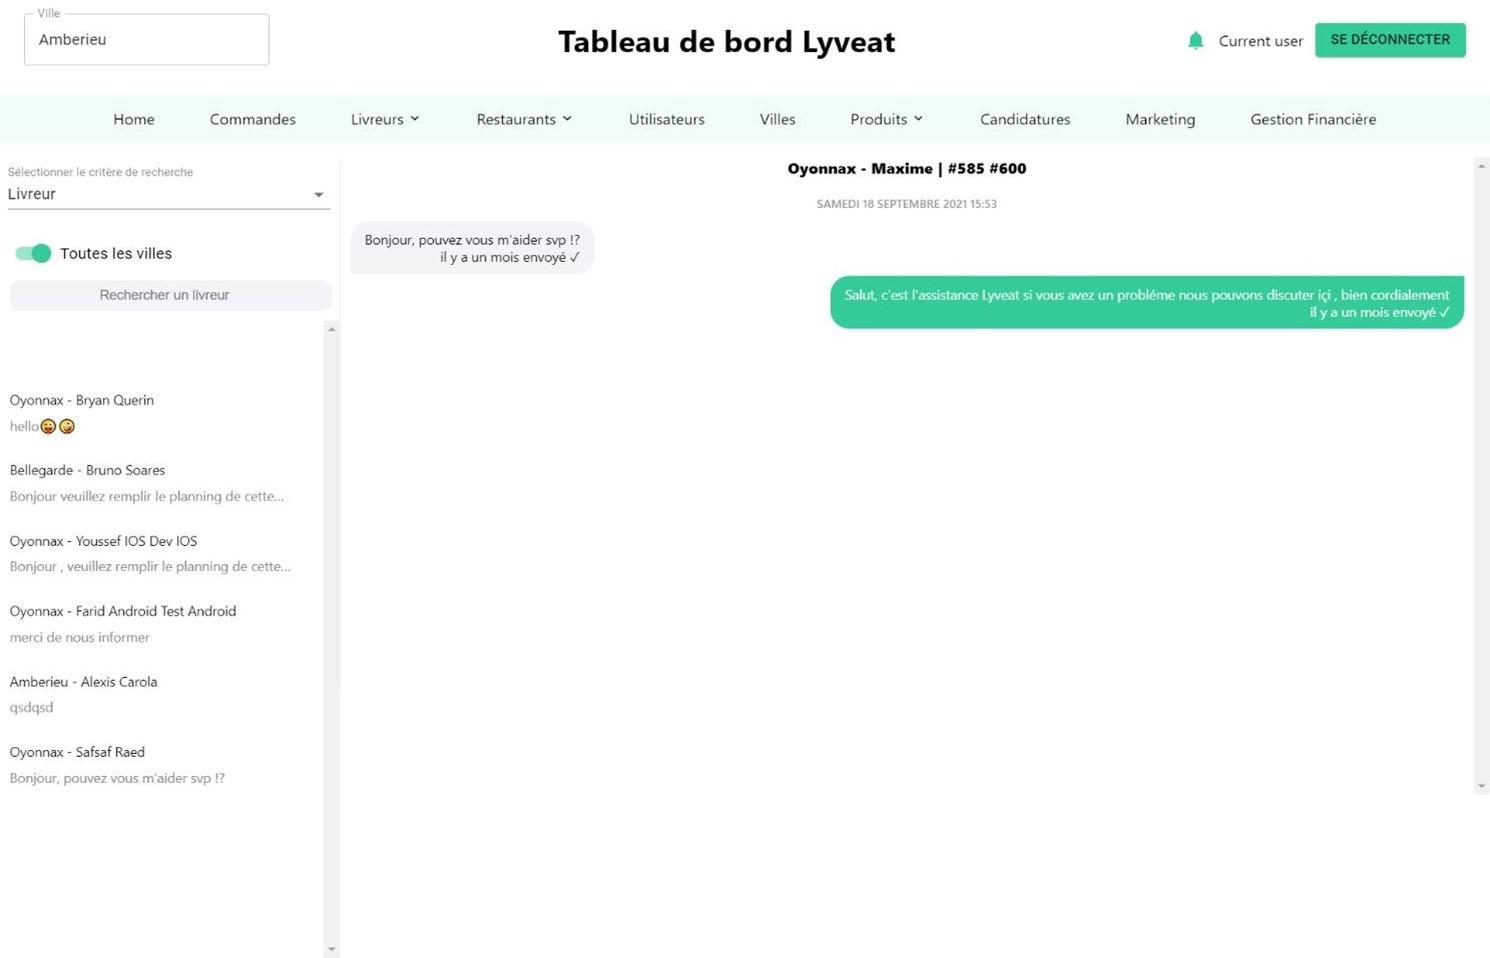 Ville
Amberieu
Tableau de bord Lyveat
Current user
SE DÉCONNECTER
Home
Commandes
Livreurs
Restaurants
Utilisateurs
Villes
Produits
Candidatures
Marketing
Gestion Financière
Sélectionner le critère de recherche
Livreur
Toutes les villes
Rechercher un livreur
Oyonnax - Bryan Querin
hello😀😜
Bellegarde - Bruno Soares
Bonjour veuillez remplir le planning de cette...
Oyonnax - Youssef IOS Dev IOS
Bonjour , veuillez remplir le planning de cette...
Oyonnax - Farid Android Test Android
merci de nous informer
Amberieu - Alexis Carola
qsdqsd
Oyonnax - Safsaf Raed
Bonjour, pouvez vous m'aider svp !?
Oyonnax - Maxime | #585 #600
SAMEDI 18 SEPTEMBRE 2021 15:53
Bonjour, pouvez vous m'aider svp !?
il y a un mois envoyé ✓
Salut, c'est l'assistance Lyveat si vous avez un probléme nous pouvons discuter içi , bien cordialement
il y a un mois envoyé ✓